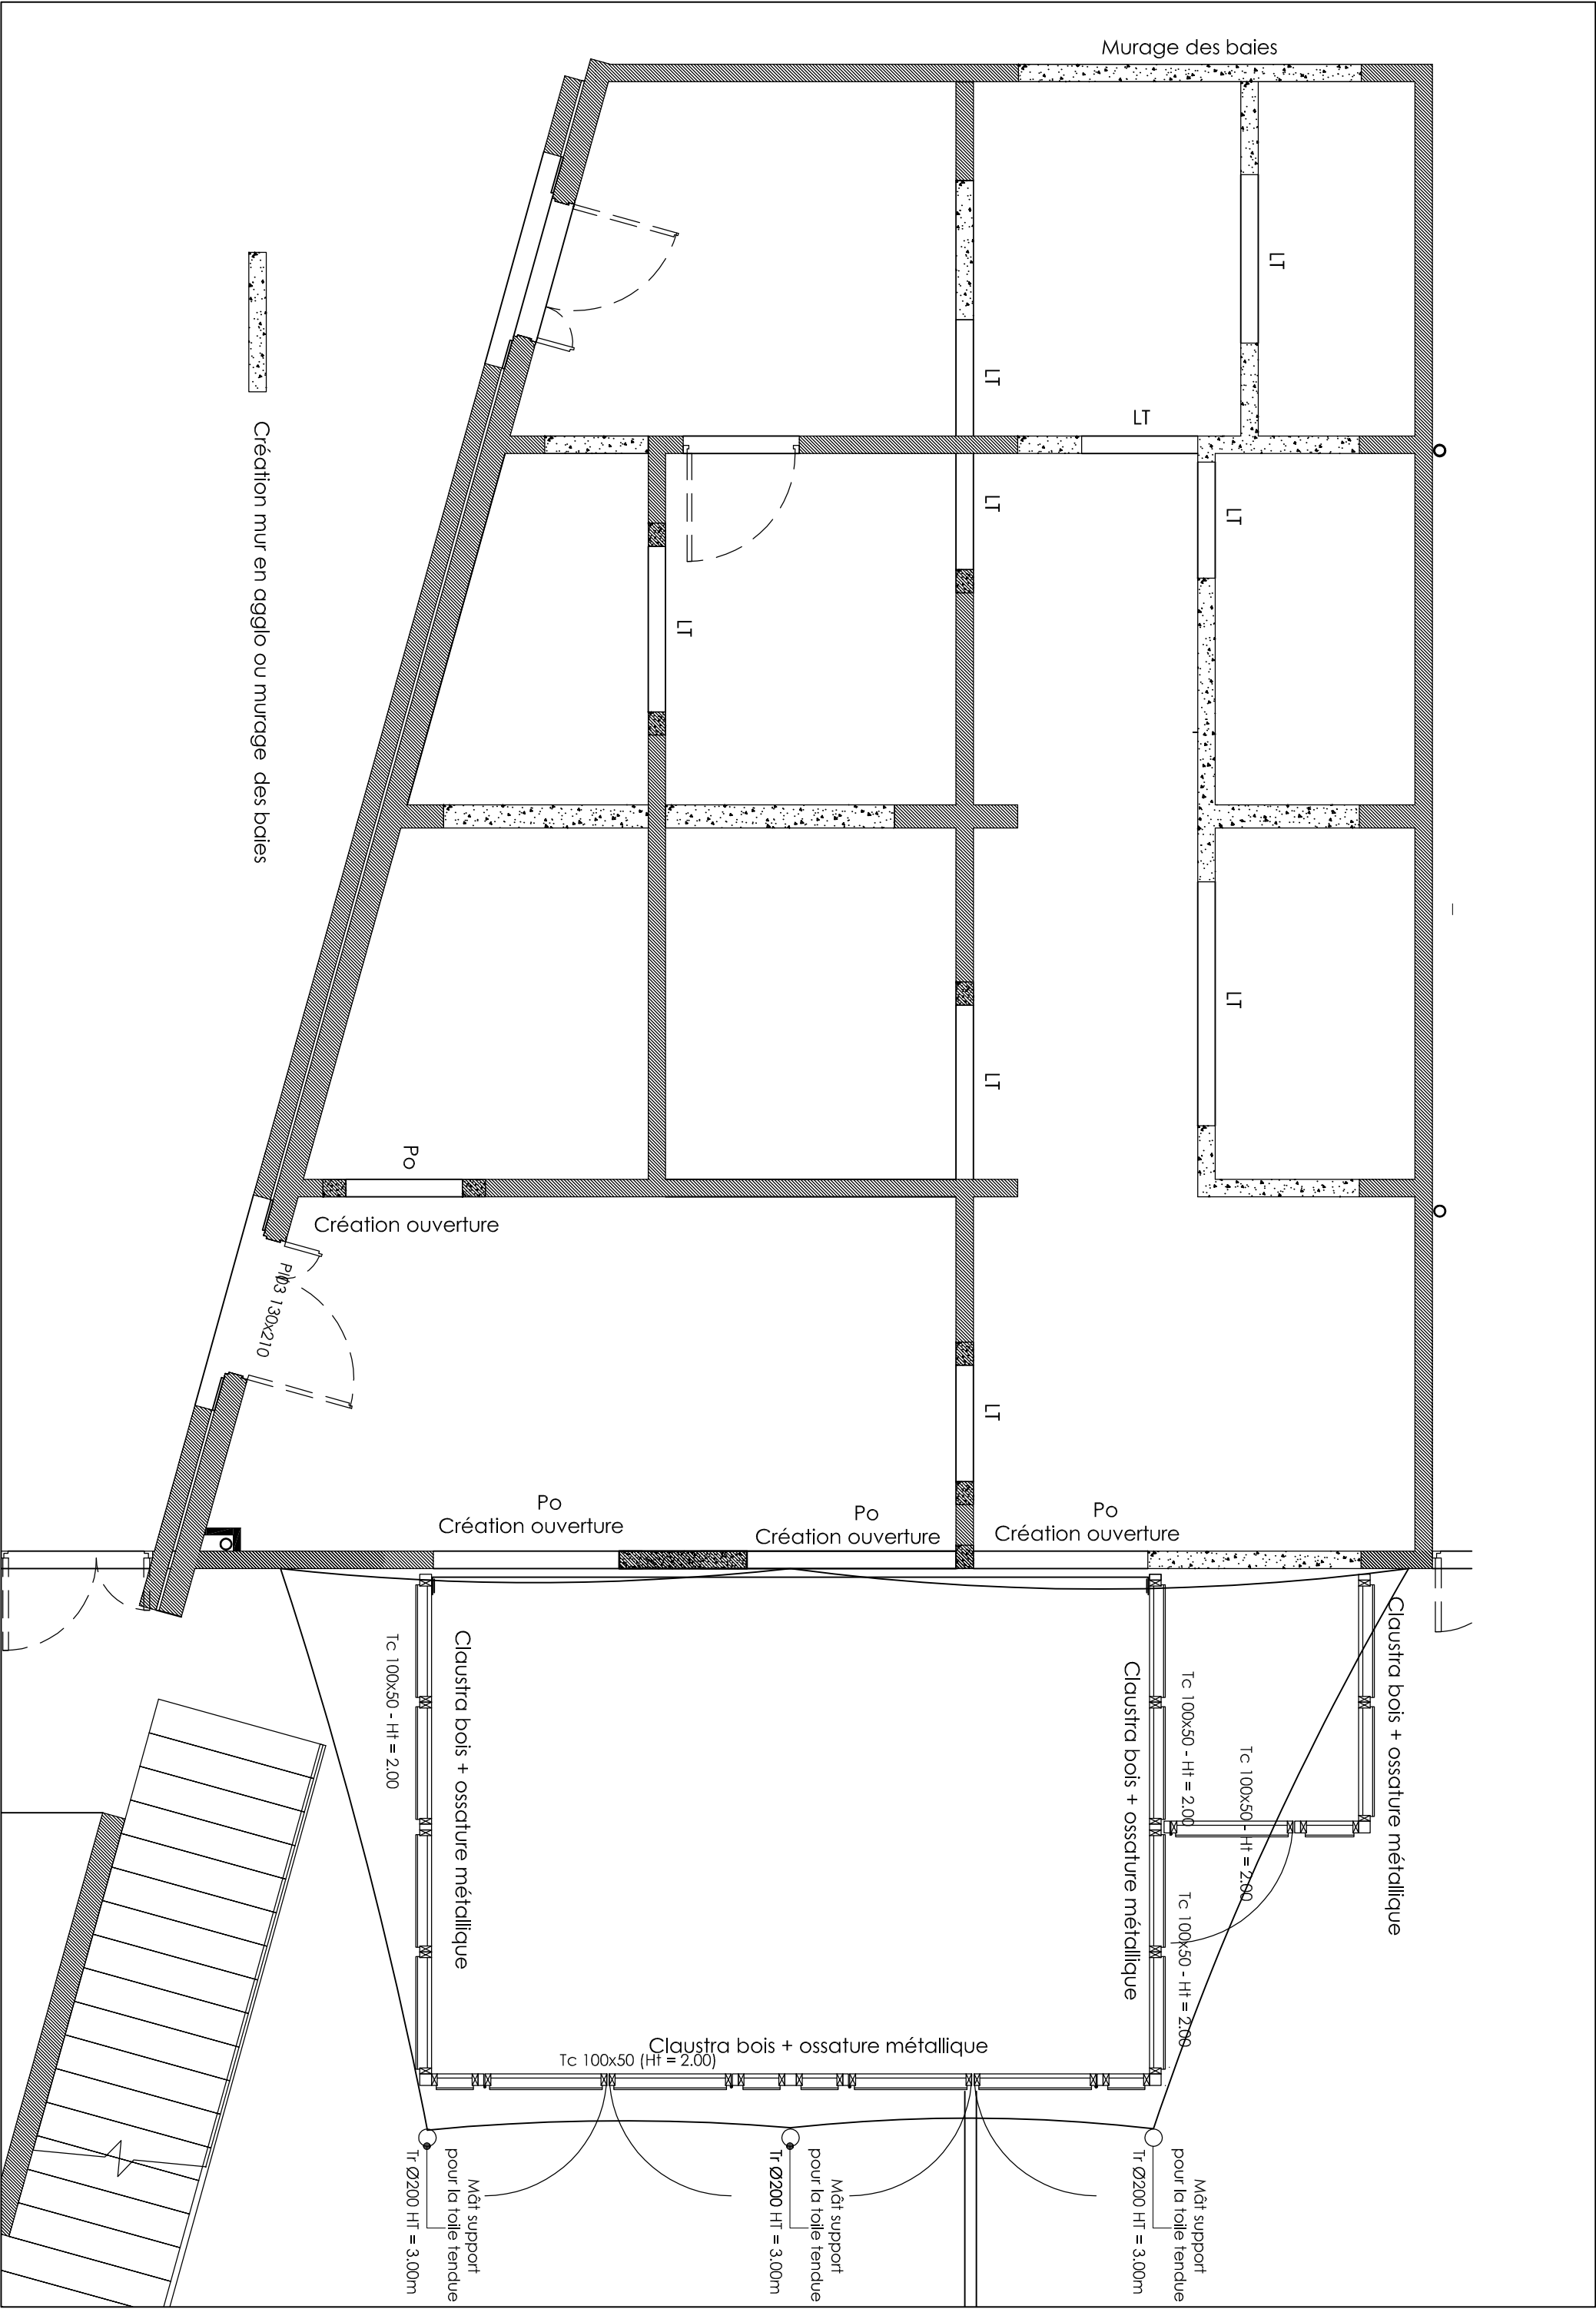 Murage des baies
LT
LT
LT
LT
LT
LT
Création mur en agglo ou murage des baies
LT
LT
Po
Création ouverture
P/03 130x210
LT
Po
Création ouverture
Po
Création ouverture
Po
Création ouverture
Tc 100x50 - Ht = 2.00
Claustra bois + ossature métallique
Claustra bois + ossature métallique
Tc 100x50 - Ht = 2.00
Tc 100x50 - Ht = 2.00
Claustra bois + ossature métallique
Tc 100x50 - Ht = 2.00
Claustra bois + ossature métallique
Tc 100x50 (Ht = 2.00)
Mât support
pour la toile tendue
Tr Ø200 HT = 3.00m
Mât support
pour la toile tendue
Tr Ø200 HT = 3.00m
Mât support
pour la toile tendue
Tr Ø200 HT = 3.00m